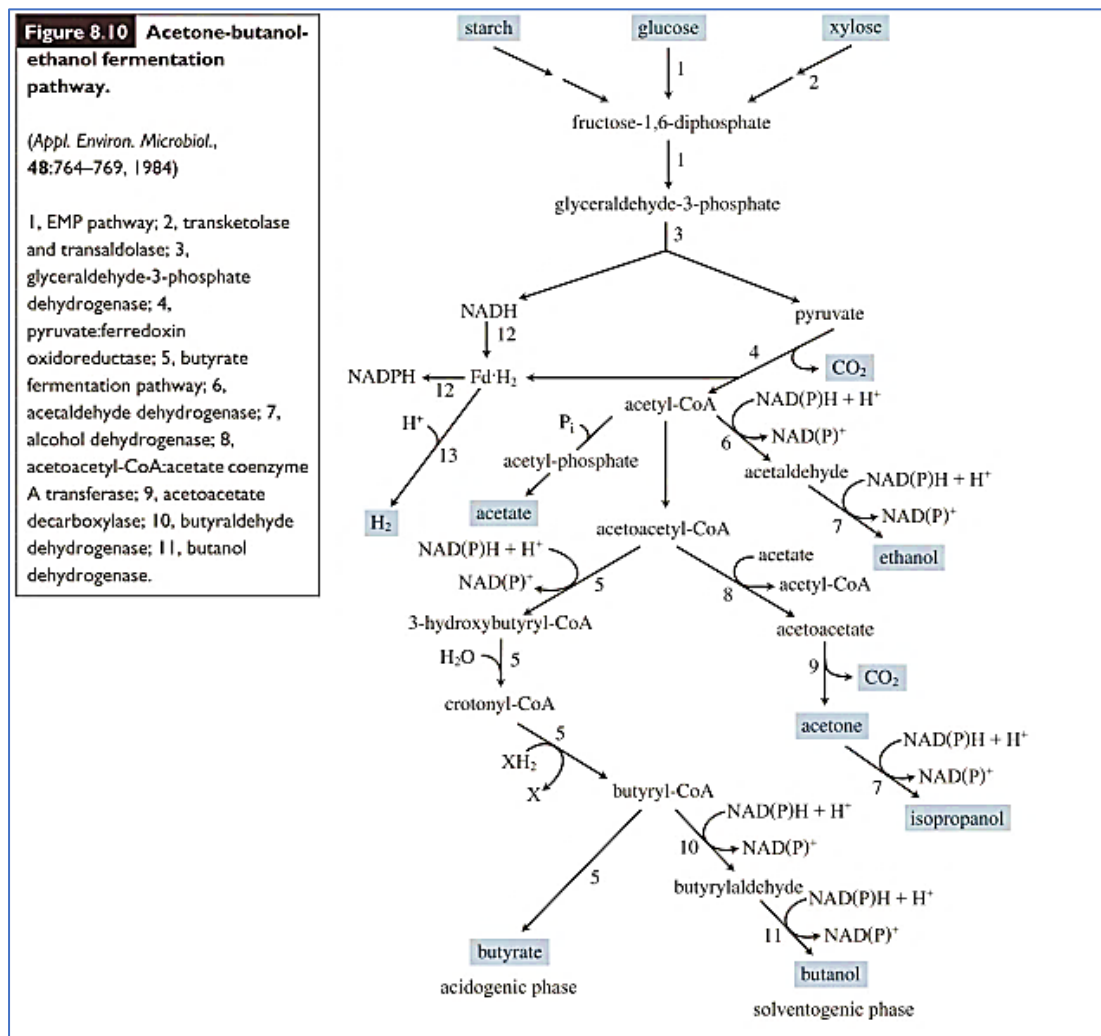 Figure 8.10 Acetone-butanol-
ethanol fermentation
pathway.
(Appl. Environ. Microbiol.,
48:764–769, 1984)
1, EMP pathway; 2, transketolase
and transaldolase; 3,
glyceraldehyde-3-phosphate
dehydrogenase; 4,
pyruvate:ferredoxin
oxidoreductase; 5, butyrate
fermentation pathway; 6,
acetaldehyde dehydrogenase; 7,
alcohol dehydrogenase; 8,
acetoacetyl-CoA:acetate coenzyme
A transferase; 9, acetoacetate
decarboxylase; 10, butyraldehyde
dehydrogenase; 11, butanol
dehydrogenase.
starch glucose xylose
1 2
fructose-1,6-diphosphate
1
glyceraldehyde-3-phosphate
3
NADH pyruvate
12 4 CO₂
NADPH 12 Fd·H₂
acetyl-CoA NAD(P)H + H⁺
H⁺ Pᵢ 6 NAD(P)⁺
13 acetyl-phosphate acetaldehyde
NAD(P)H + H⁺
H₂ acetate 7 NAD(P)⁺
acetoacetyl-CoA ethanol
NAD(P)H + H⁺ acetate
NAD(P)⁺ 5 8 acetyl-CoA
3-hydroxybutyryl-CoA acetoacetate
H₂O 5 9 CO₂
crotonyl-CoA acetone
5 NAD(P)H + H⁺
XH₂ 7 NAD(P)⁺
X butyryl-CoA isopropanol
NAD(P)H + H⁺
10 NAD(P)⁺
5 butyrylaldehyde
NAD(P)H + H⁺
11 NAD(P)⁺
butyrate butanol
acidogenic phase solventogenic phase